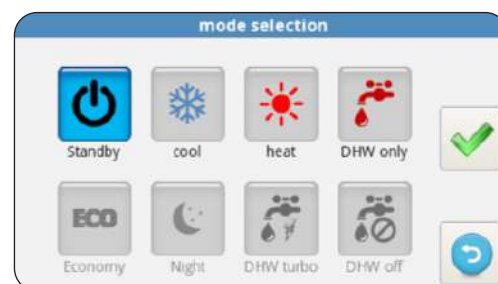 mode selection
Standby cool heat DHW only
ECO
Economy Night DHW turbo DHW off